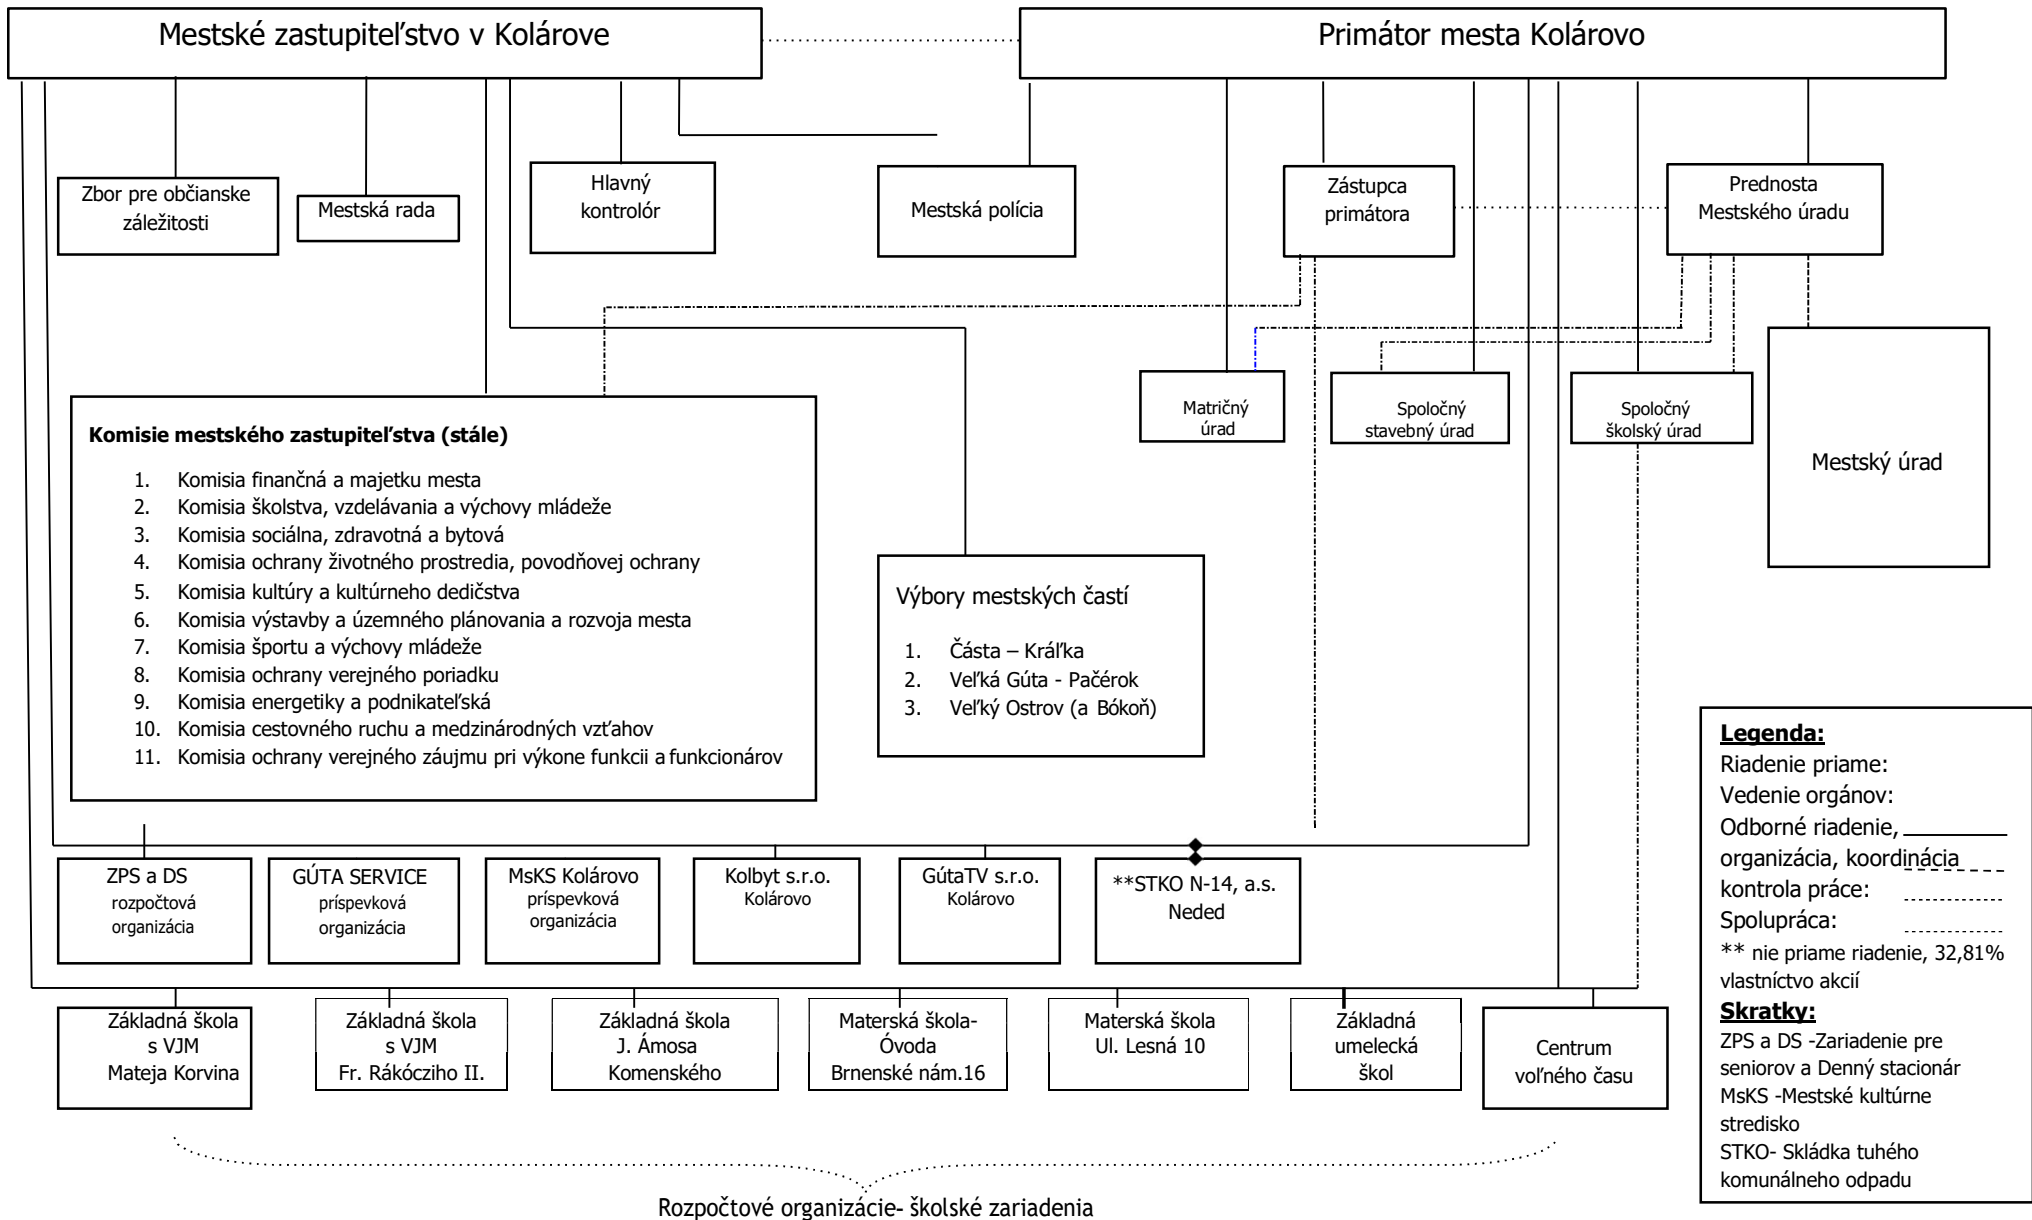 Mestské zastupiteľstvo v Kolárove
Primátor mesta Kolárovo
Zbor pre občianske
záležitosti
Mestská rada
Hlavný
kontrolór
Mestská polícia
Zástupca
primátora
Prednosta
Mestského úradu
Matričný
úrad
Spoločný
stavebný úrad
Spoločný
školský úrad
Mestský úrad
Komisie mestského zastupiteľstva (stále)
1. Komisia finančná a majetku mesta
2. Komisia školstva, vzdelávania a výchovy mládeže
3. Komisia sociálna, zdravotná a bytová
4. Komisia ochrany životného prostredia, povodňovej ochrany
5. Komisia kultúry a kultúrneho dedičstva
6. Komisia výstavby a územného plánovania a rozvoja mesta
7. Komisia športu a výchovy mládeže
8. Komisia ochrany verejného poriadku
9. Komisia energetiky a podnikateľská
10. Komisia cestovného ruchu a medzinárodných vzťahov
11. Komisia ochrany verejného záujmu pri výkone funkcii a funkcionárov
Výbory mestských častí
1. Částa – Kráľka
2. Veľká Gúta - Pačérok
3. Veľký Ostrov (a Bókoň)
ZPS a DS
rozpočtová
organizácia
GÚTA SERVICE
príspevková
organizácia
MsKS Kolárovo
príspevková
organizácia
Kolbyt s.r.o.
Kolárovo
GútaTV s.r.o.
Kolárovo
**STKO N-14, a.s.
Neded
Základná škola
s VJM
Mateja Korvina
Základná škola
s VJM
Fr. Rákócziho II.
Základná škola
J. Ámosa
Komenského
Materská škola-
Óvoda
Brnenské nám.16
Materská škola
Ul. Lesná 10
Základná
umelecká
škol
Centrum
voľného času
Rozpočtové organizácie- školské zariadenia
Legenda:
Riadenie priame:
Vedenie orgánov:
Odborné riadenie,
organizácia, koordinácia
kontrola práce:
Spolupráca:
** nie priame riadenie, 32,81%
vlastníctvo akcií
Skratky:
ZPS a DS -Zariadenie pre
seniorov a Denný stacionár
MsKS -Mestské kultúrne
stredisko
STKO- Skládka tuhého
komunálneho odpadu